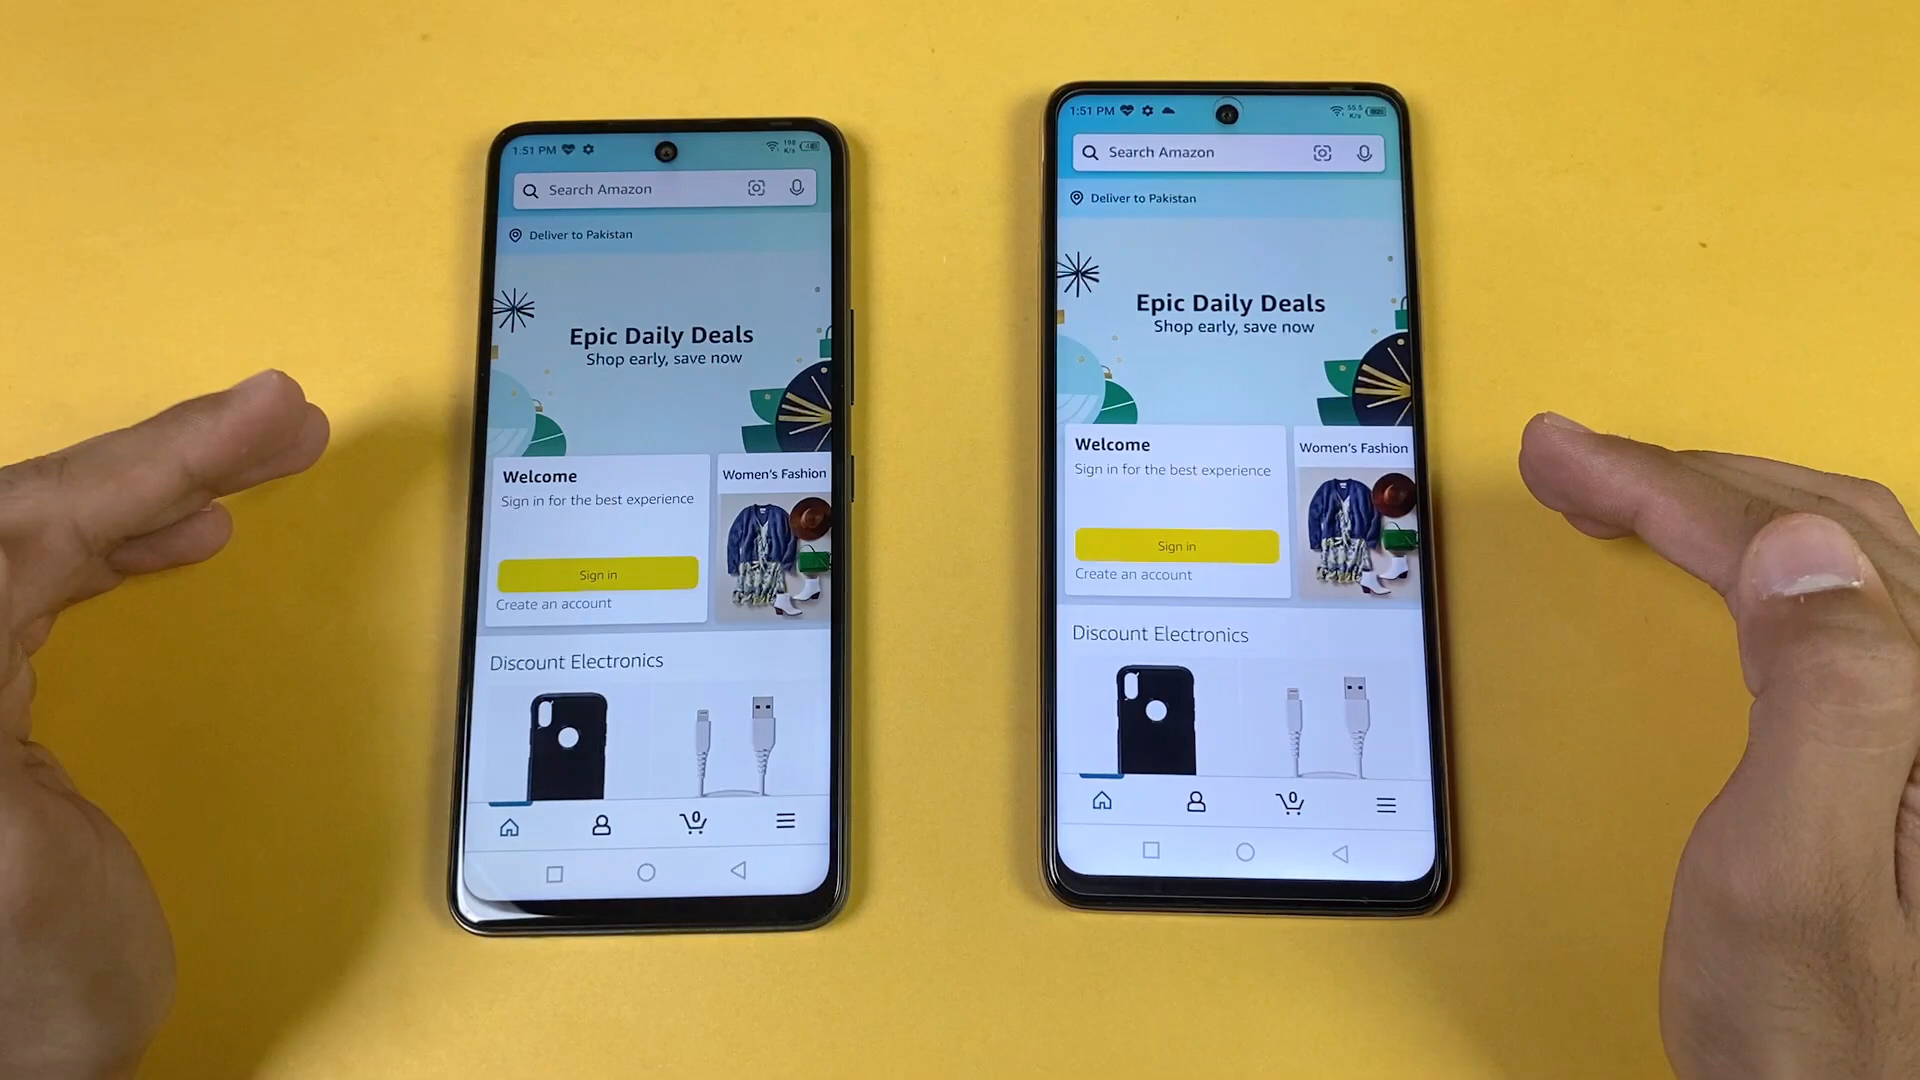 1:51 PM
198
K/s
Search Amazon
Deliver to Pakistan
Epic Daily Deals
Shop early, save now
Welcome
Sign in for the best experience
Sign in
Create an account
Women's Fashion
Discount Electronics
0
1:51 PM
55.5
K/s
Search Amazon
Deliver to Pakistan
Epic Daily Deals
Shop early, save now
Welcome
Sign in for the best experience
Sign in
Create an account
Women's Fashion
Discount Electronics
0